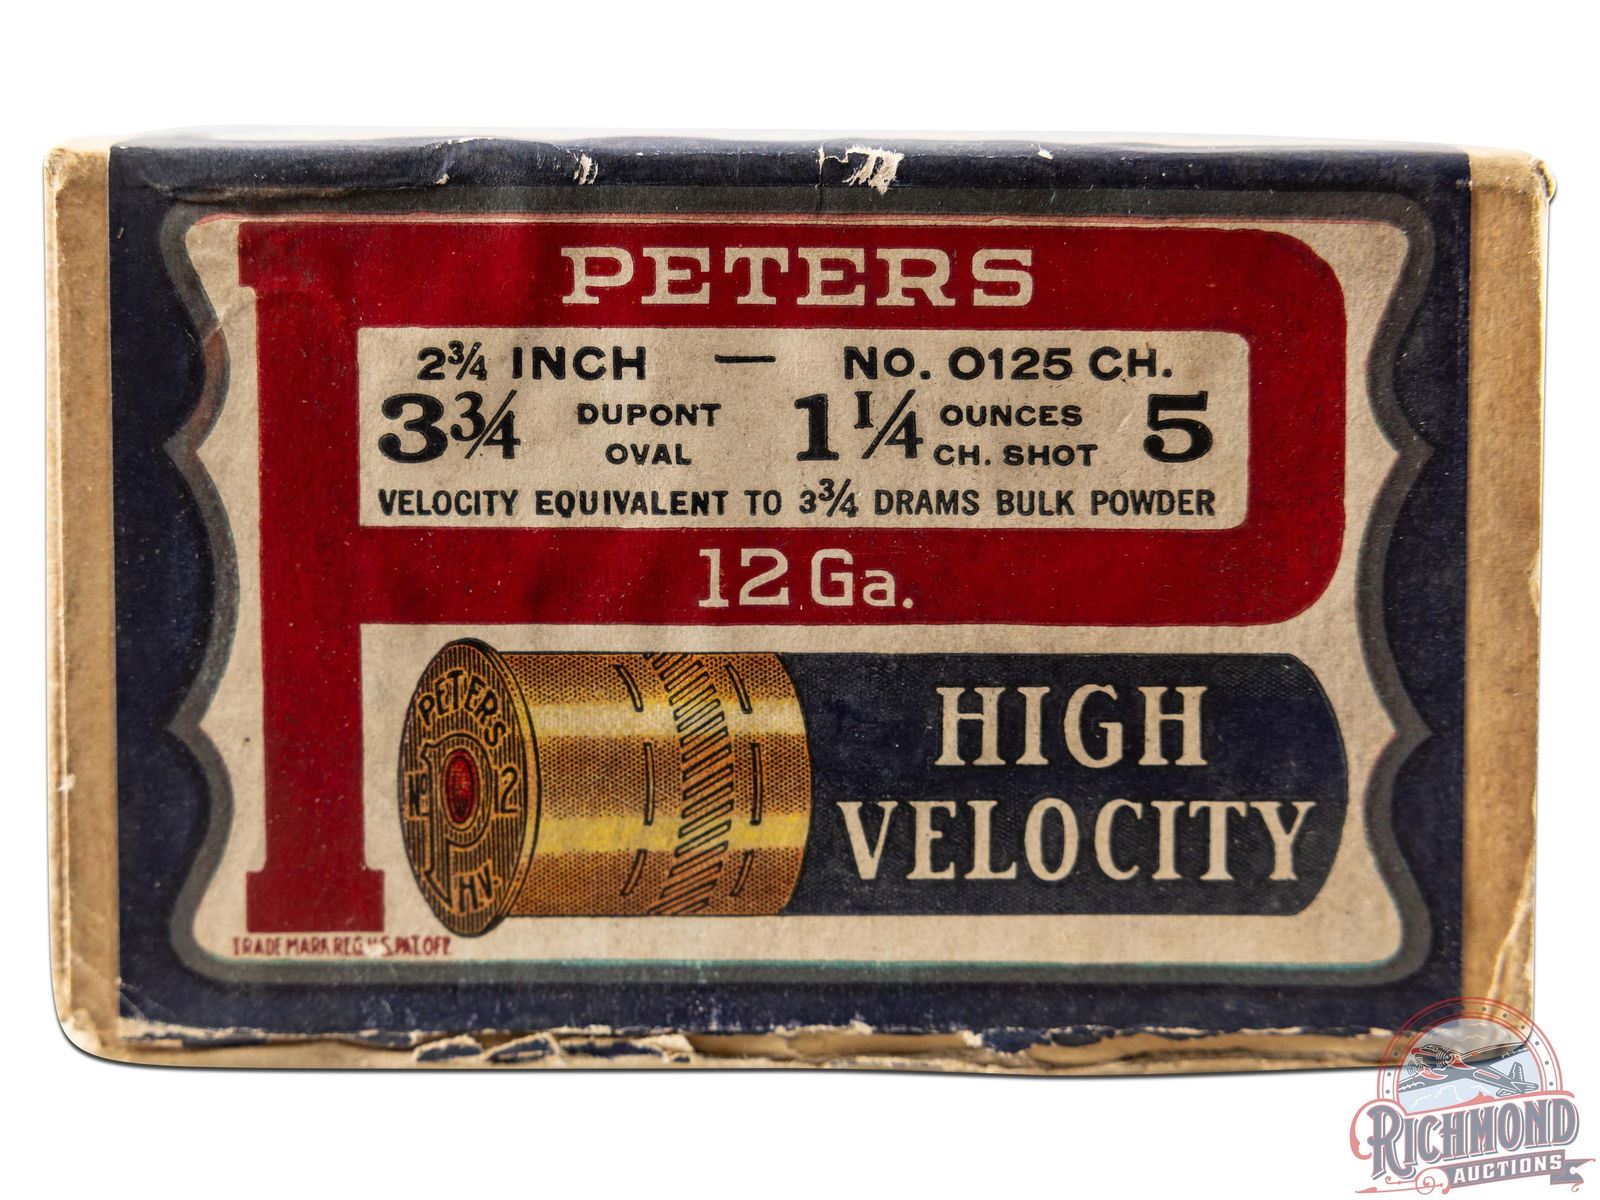 PETERS
2¾ INCH — NO. 0125 CH.
3¾ DUPONT OVAL 1¼ OUNCES CH. SHOT 5
VELOCITY EQUIVALENT TO 3¾ DRAMS BULK POWDER
12 Ga.
PETERS
No 12
P
H.V.
HIGH
VELOCITY
TRADE MARK REG. U.S. PAT. OFF.
RICHMOND
AUCTIONS